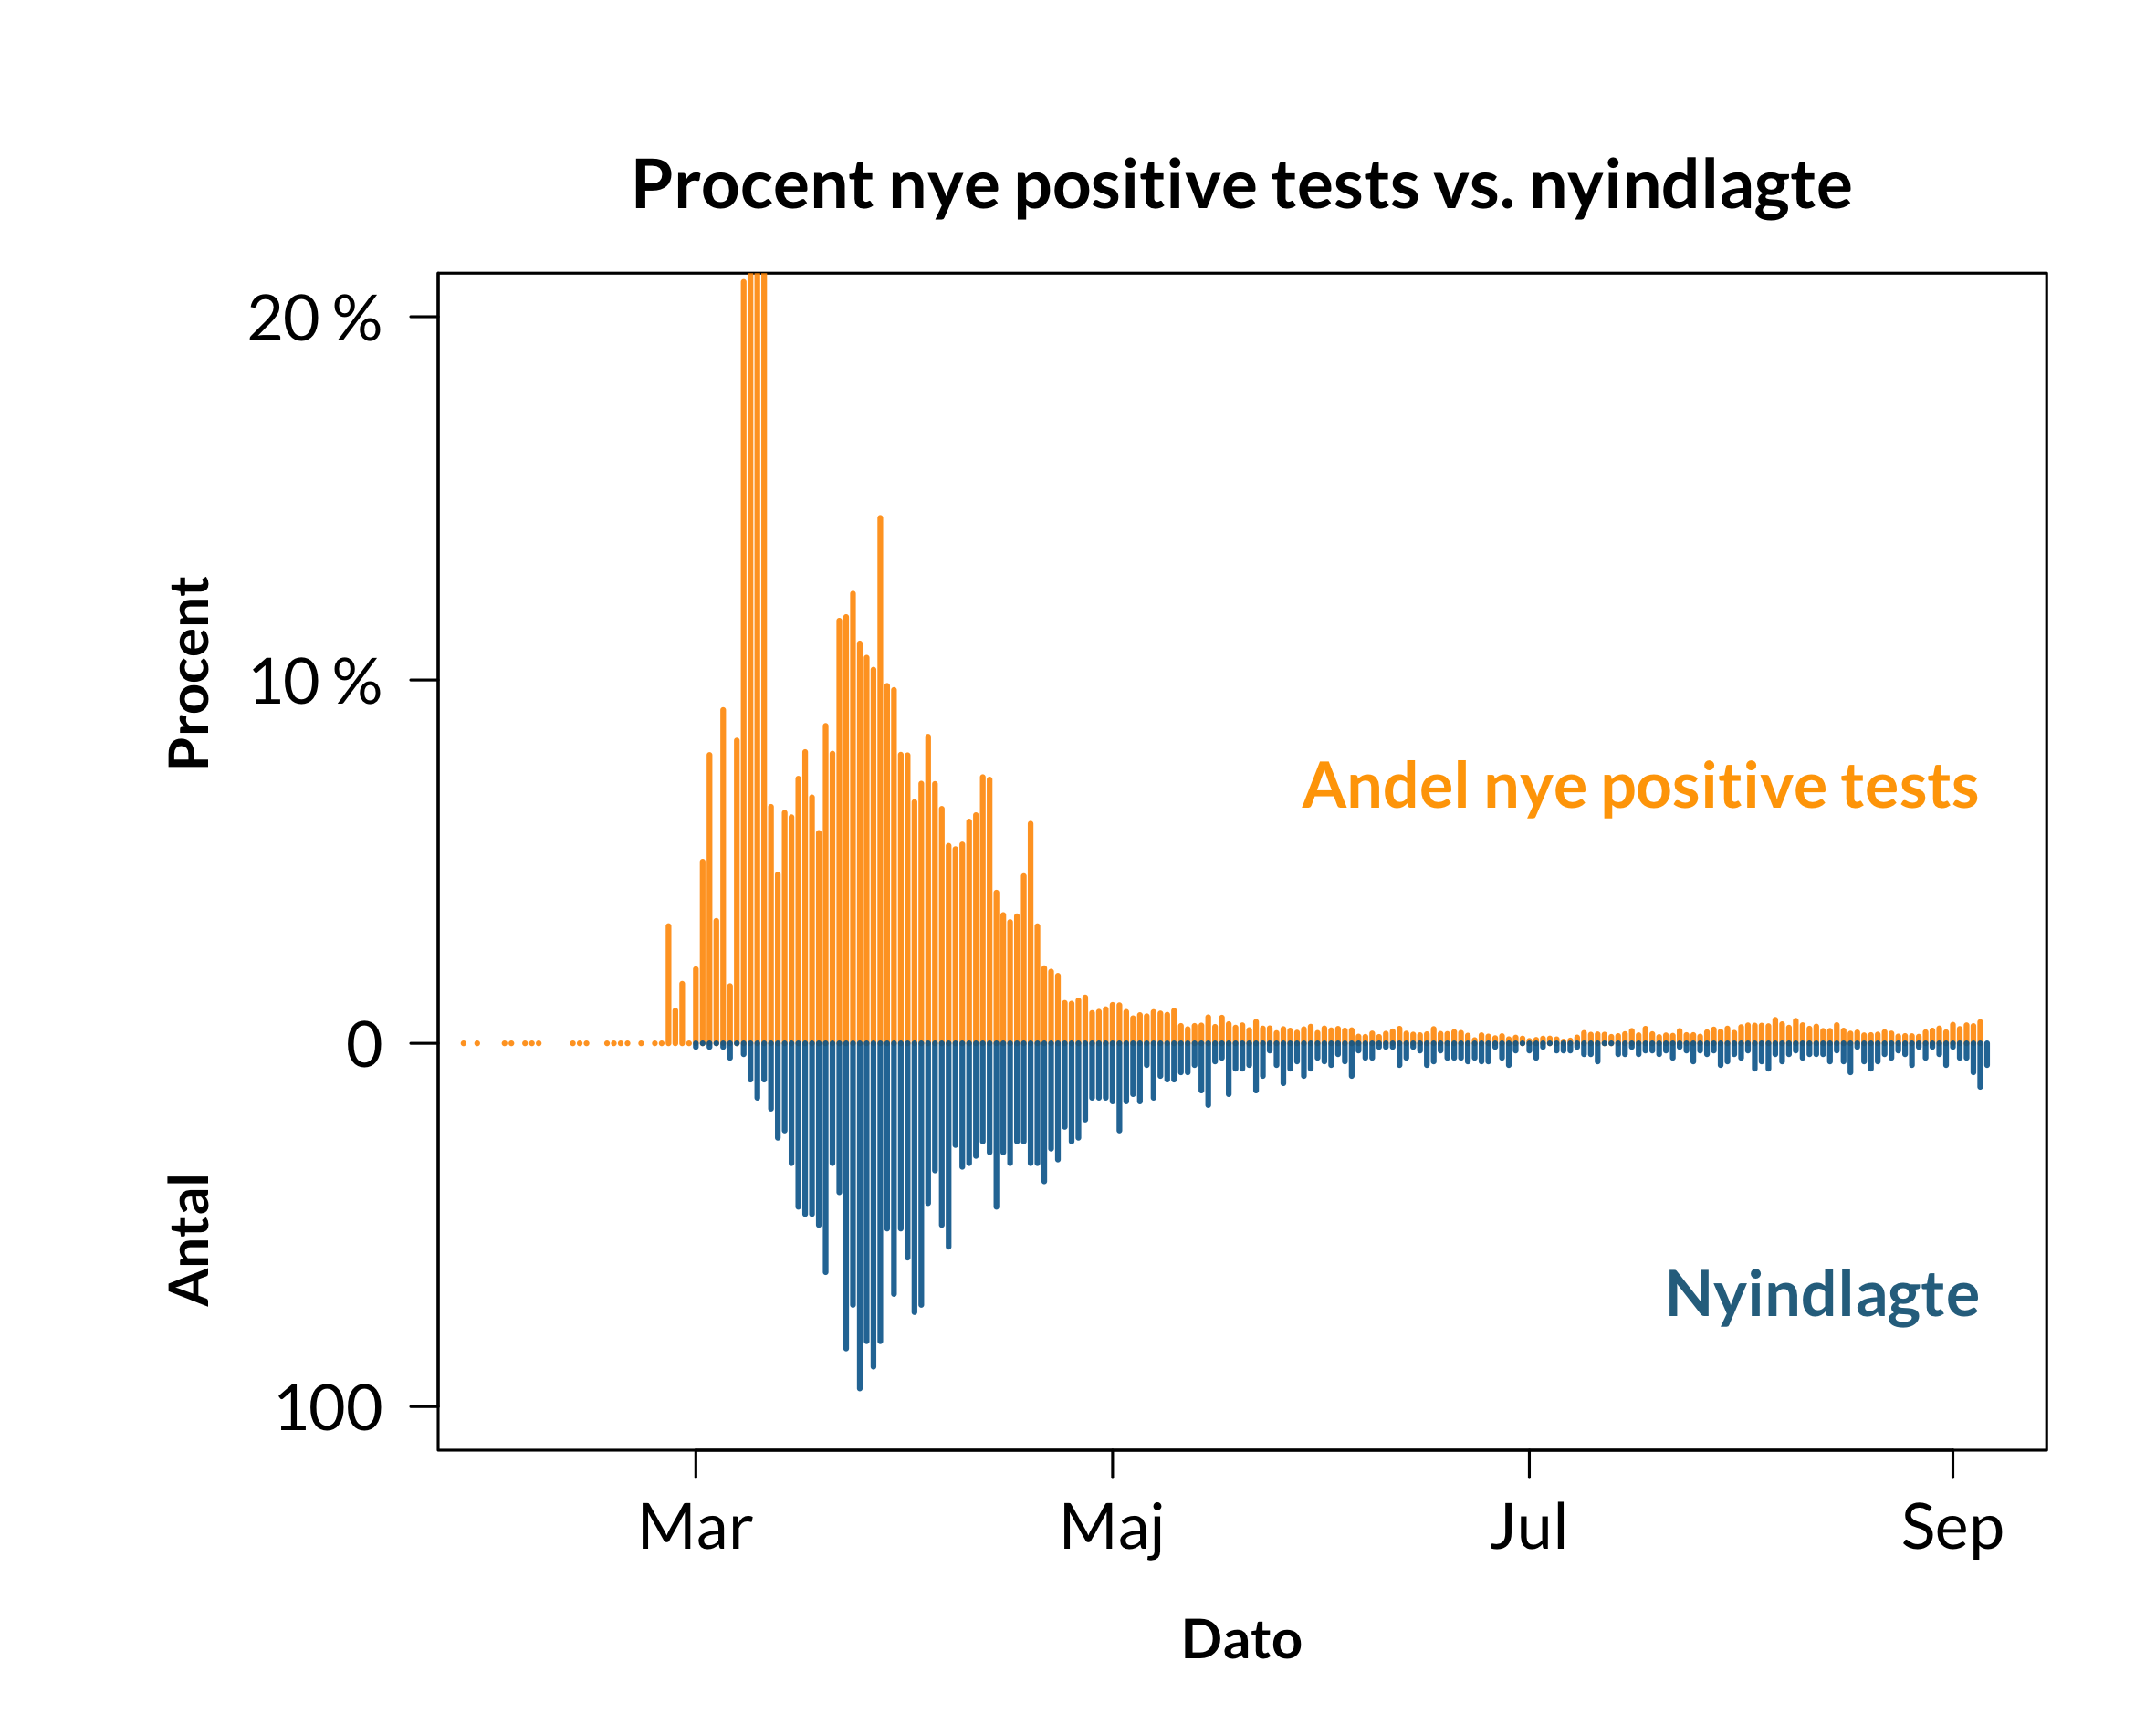 Procent nye positive tests vs. nyindlagte
20 %
10 %
0
100
Procent
Antal
Andel nye positive tests
Nyindlagte
Mar
Maj
Jul
Sep
Dato